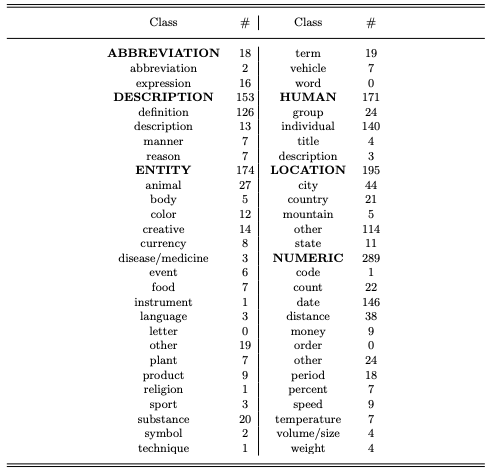 Class # Class #
ABBREVIATION 18 term 19
abbreviation 2 vehicle 7
expression 16 word 0
DESCRIPTION 153 HUMAN 171
definition 126 group 24
description 13 individual 140
manner 7 title 4
reason 7 description 3
ENTITY 174 LOCATION 195
animal 27 city 44
body 5 country 21
color 12 mountain 5
creative 14 other 114
currency 8 state 11
disease/medicine 3 NUMERIC 289
event 6 code 1
food 7 count 22
instrument 1 date 146
language 3 distance 38
letter 0 money 9
other 19 order 0
plant 7 other 24
product 9 period 18
religion 1 percent 7
sport 3 speed 9
substance 20 temperature 7
symbol 2 volume/size 4
technique 1 weight 4